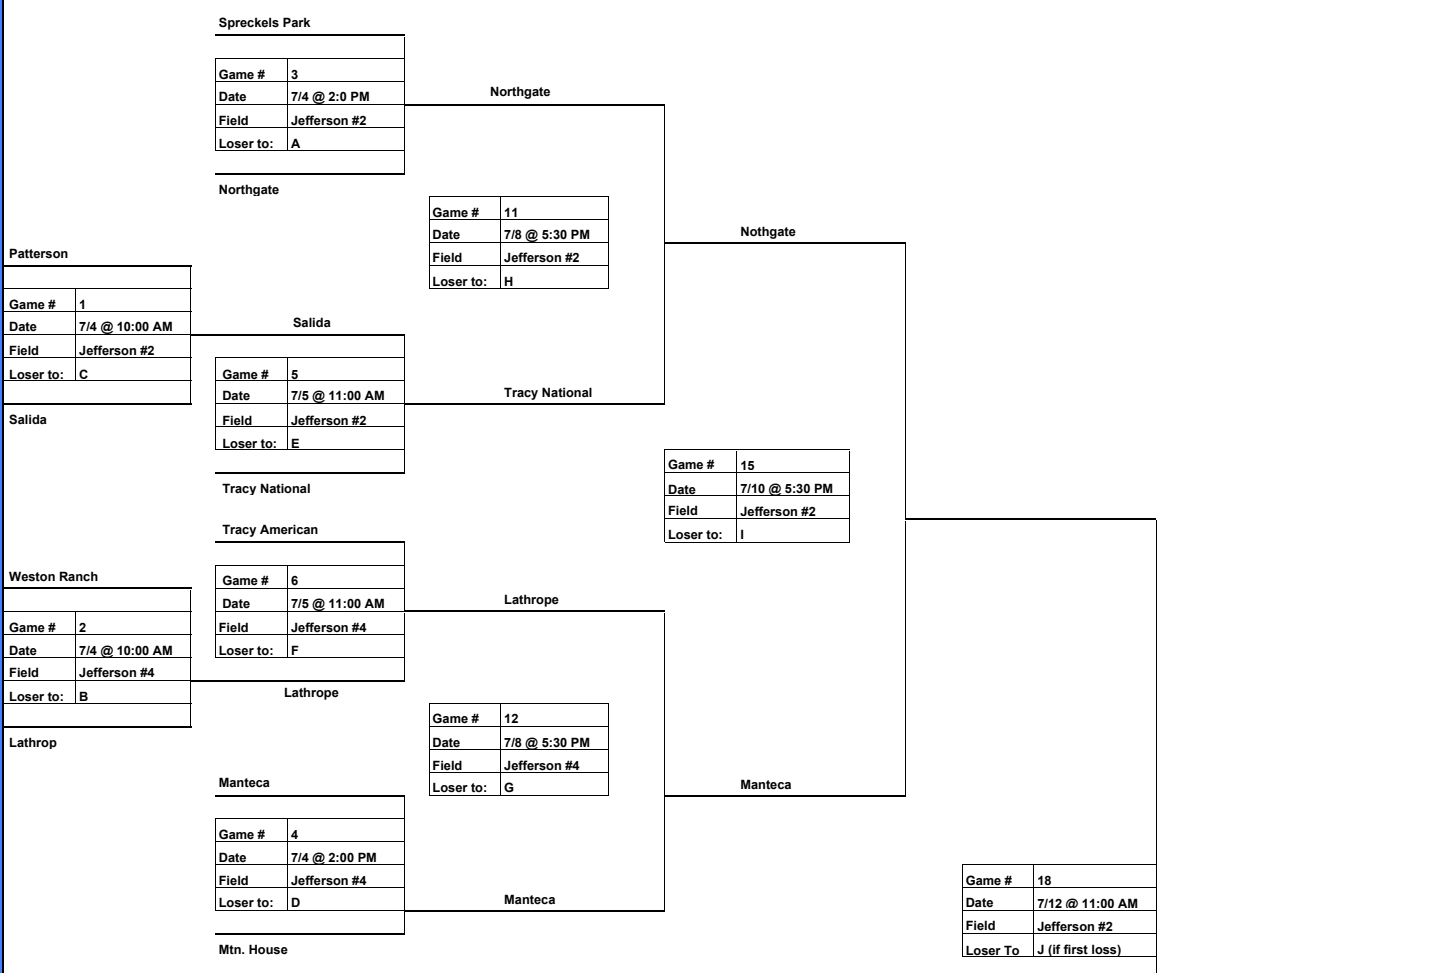 Spreckels Park
Game # 3
Date 7/4 @ 2:0 PM
Field Jefferson #2
Loser to: A
Northgate
Northgate
Game # 11
Date 7/8 @ 5:30 PM
Field Jefferson #2
Loser to: H
Nothgate
Patterson
Game # 1
Date 7/4 @ 10:00 AM
Field Jefferson #2
Loser to: C
Salida
Salida
Game # 5
Date 7/5 @ 11:00 AM
Field Jefferson #2
Loser to: E
Tracy National
Tracy National
Game # 15
Date 7/10 @ 5:30 PM
Field Jefferson #2
Loser to: I
Tracy American
Game # 6
Date 7/5 @ 11:00 AM
Field Jefferson #4
Loser to: F
Lathrope
Weston Ranch
Game # 2
Date 7/4 @ 10:00 AM
Field Jefferson #4
Loser to: B
Lathrop
Lathrope
Game # 12
Date 7/8 @ 5:30 PM
Field Jefferson #4
Loser to: G
Manteca
Manteca
Game # 4
Date 7/4 @ 2:00 PM
Field Jefferson #4
Loser to: D
Mtn. House
Manteca
Game # 18
Date 7/12 @ 11:00 AM
Field Jefferson #2
Loser To J (if first loss)